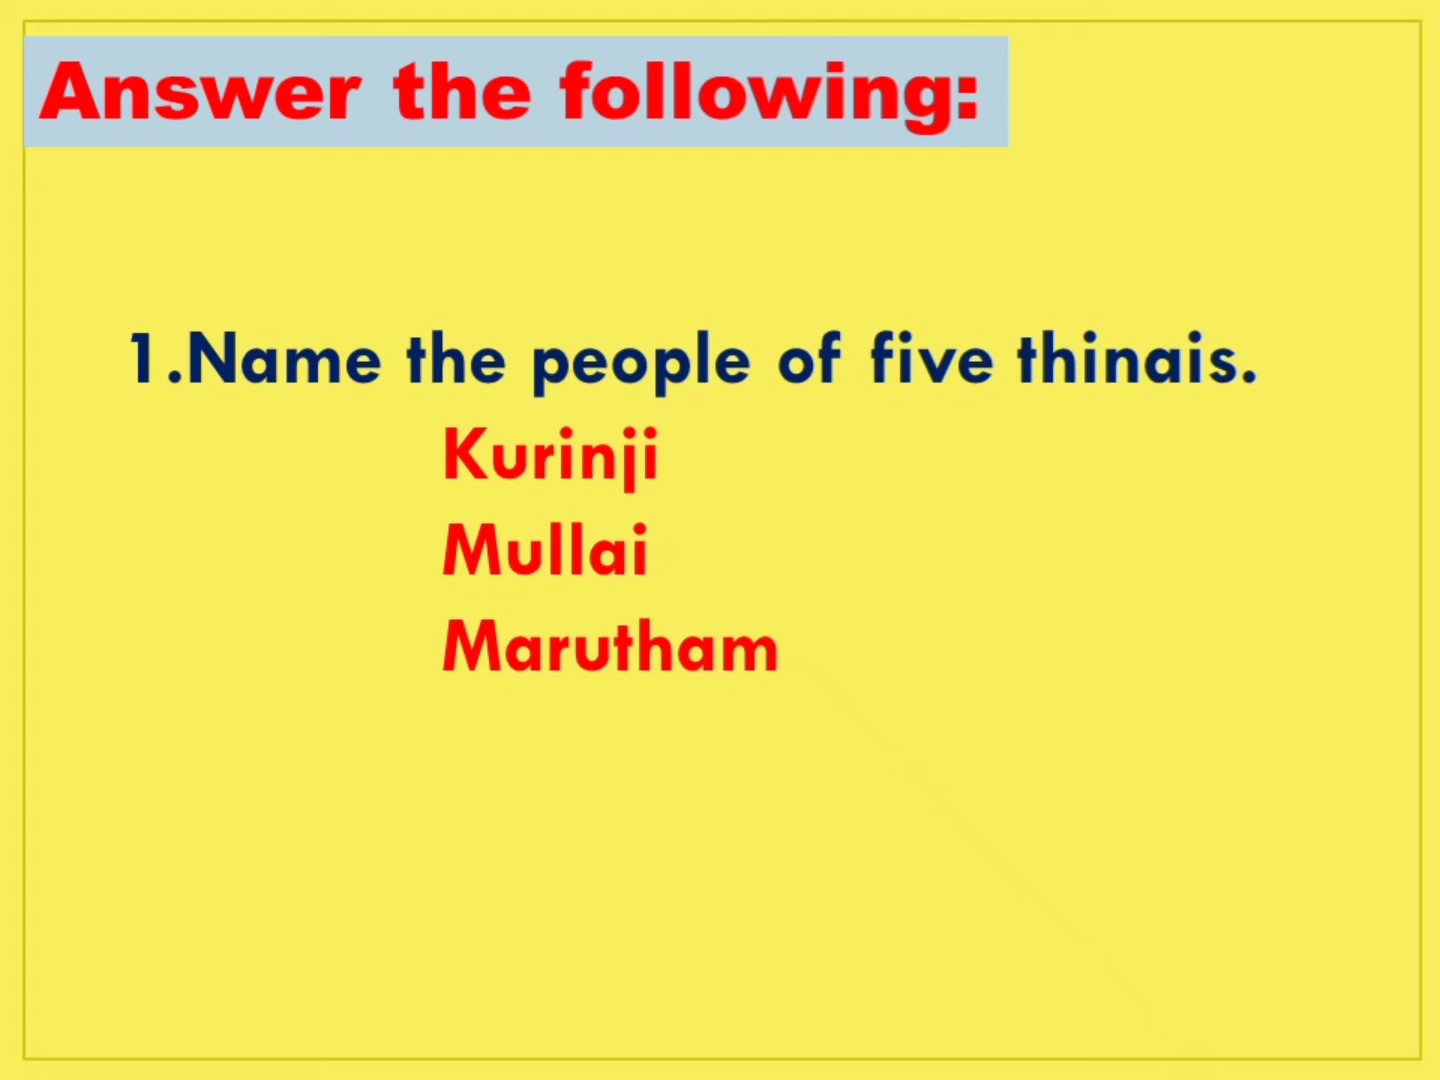 Answer the following:
1.Name the people of five thinais.
Kurinji
Mullai
Marutham